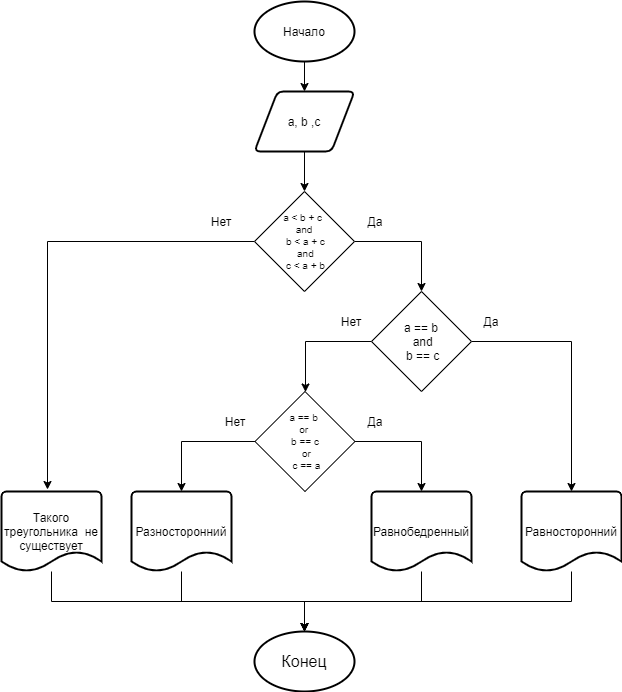 Начало
a, b ,c
Нет
Да
a < b + c
and
b < a + c
and
c < a + b
Нет
Да
a == b
and
b == c
Нет
Да
a == b
or
b == c
or
c == a
Такого
треугольника не
существует
Разносторонний
Равнобедренный
Равносторонний
Конец